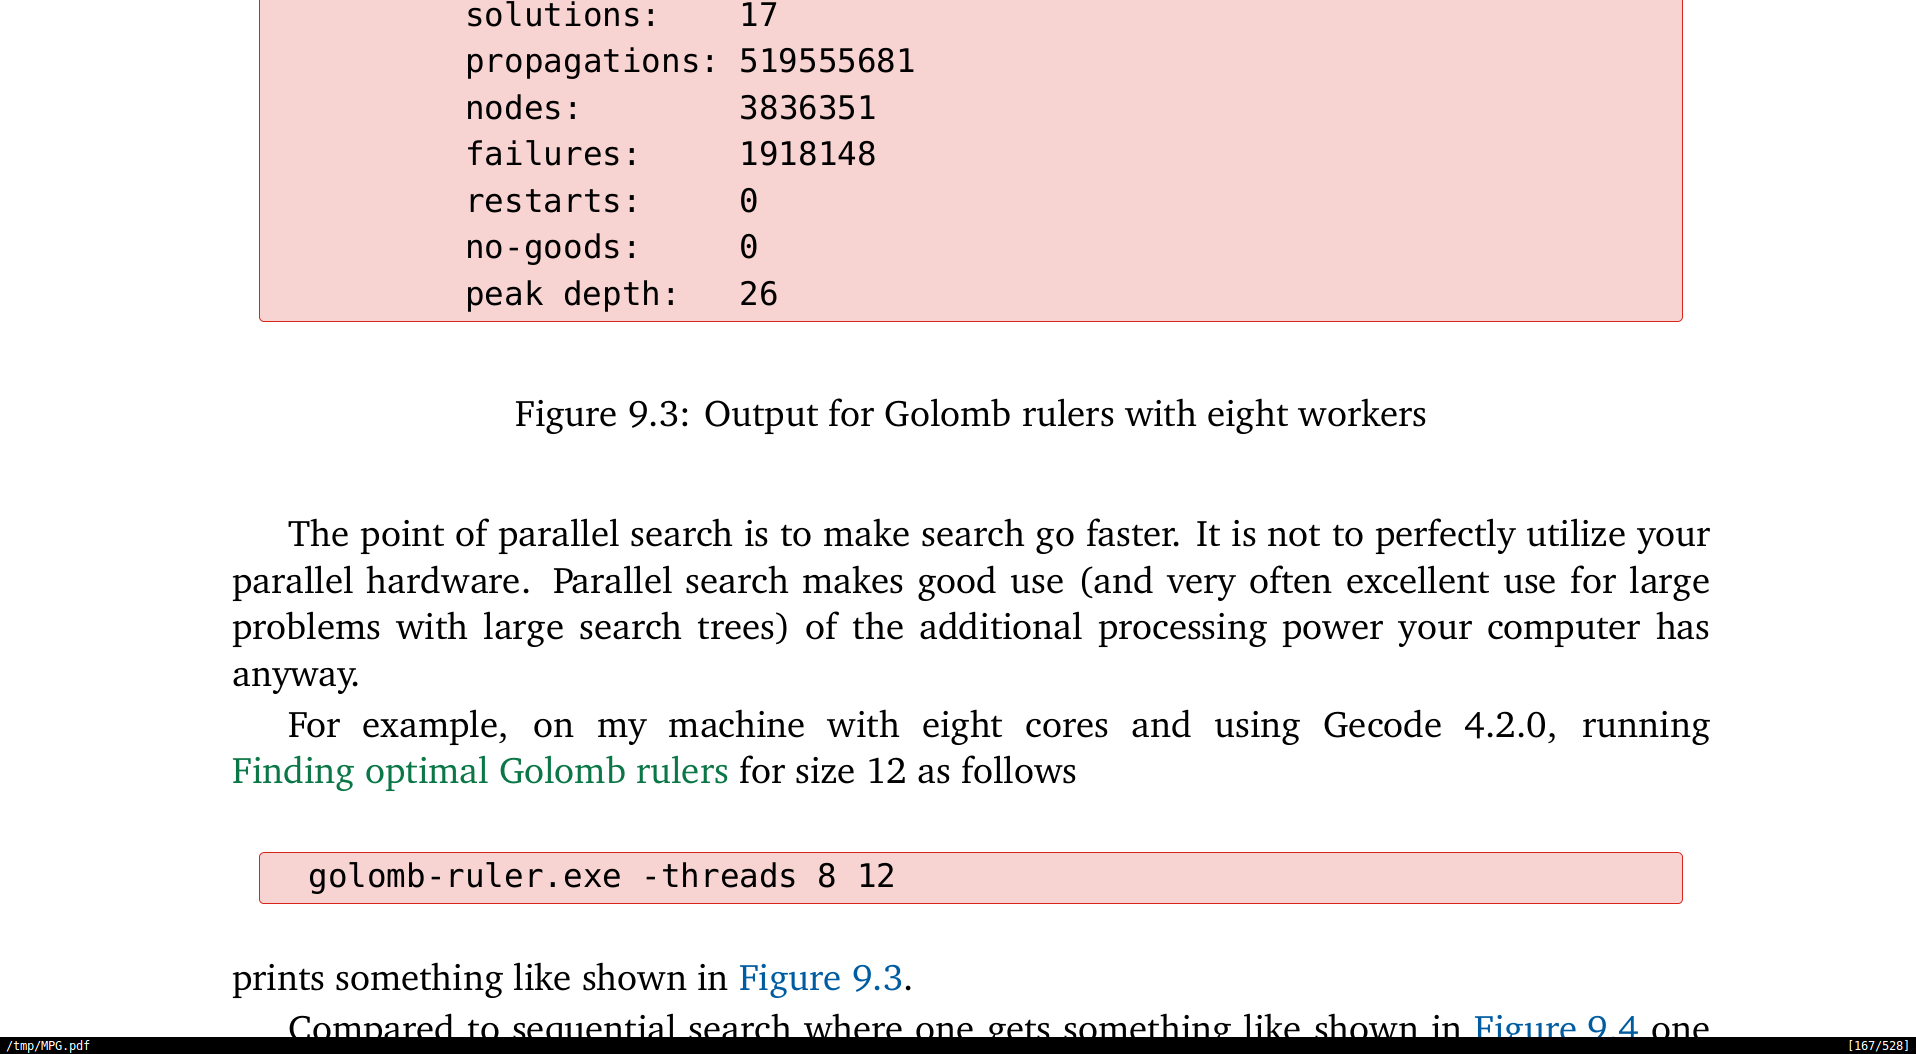 solutions: 17
propagations: 519555681
nodes: 3836351
failures: 1918148
restarts: 0
no-goods: 0
peak depth: 26
Figure 9.3: Output for Golomb rulers with eight workers
The point of parallel search is to make search go faster. It is not to perfectly utilize your
parallel hardware. Parallel search makes good use (and very often excellent use for large
problems with large search trees) of the additional processing power your computer has
anyway.
For example, on my machine with eight cores and using Gecode 4.2.0, running
Finding optimal Golomb rulers for size 12 as follows
golomb-ruler.exe -threads 8 12
prints something like shown in Figure 9.3.
Compared to sequential search where one gets something like shown in Figure 9.4 one
/tmp/MPG.pdf [167/528]